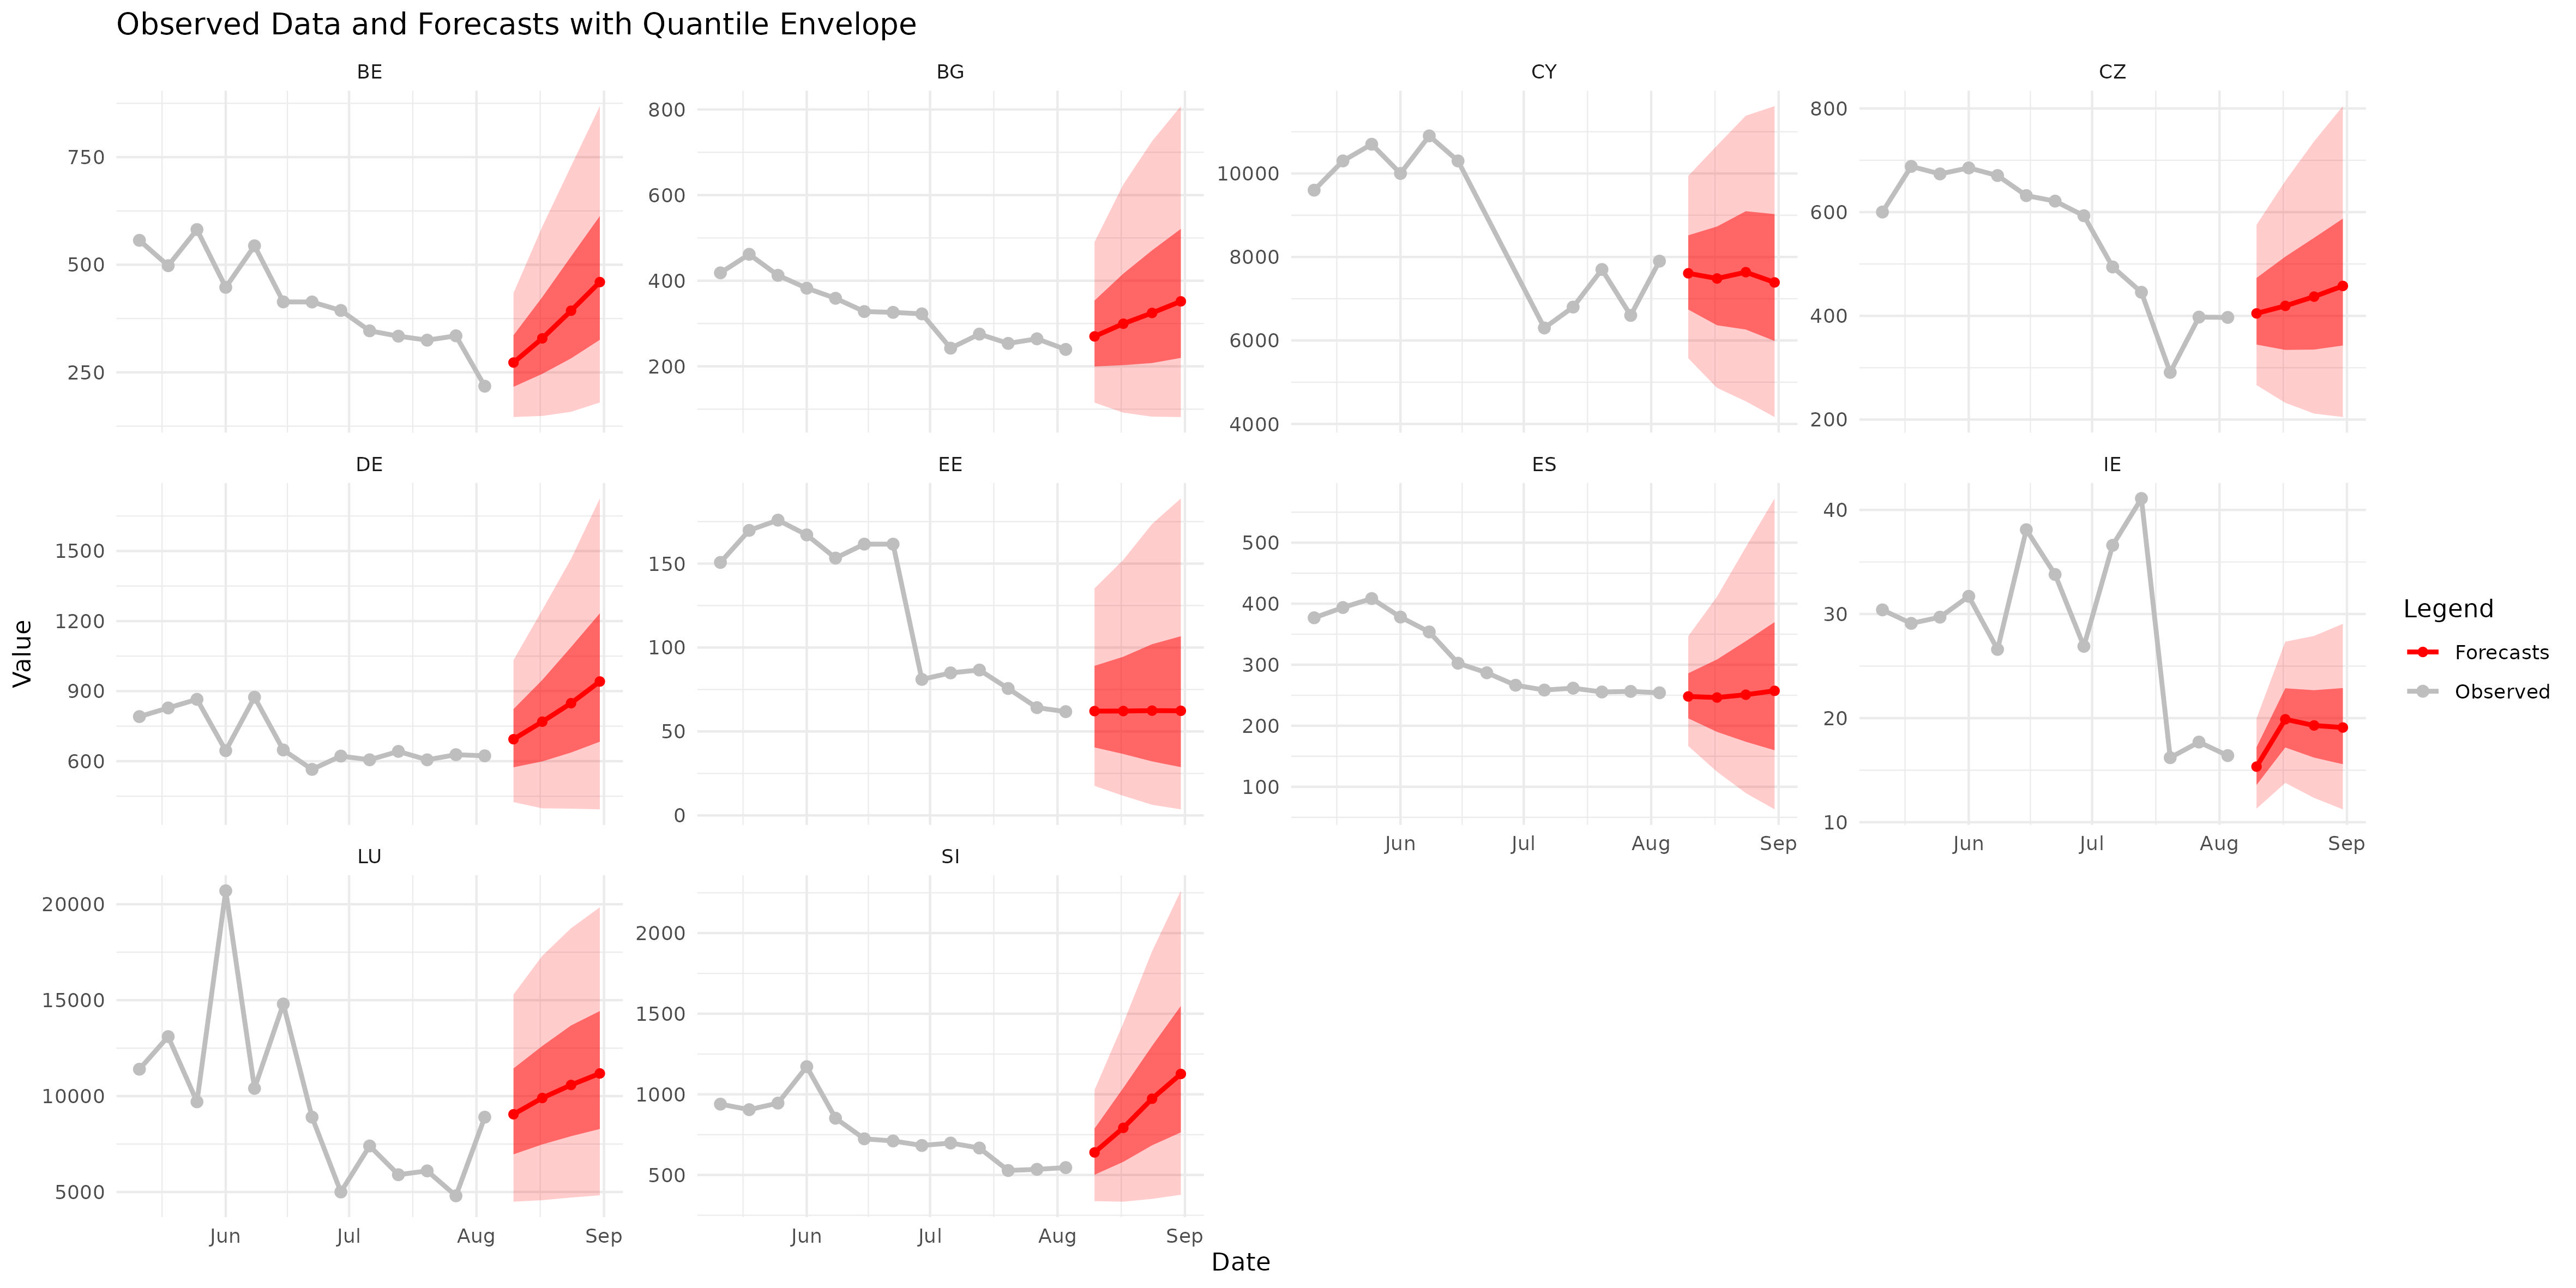 Observed Data and Forecasts with Quantile Envelope
BE
BG
CY
CZ
750
500
250
800
600
400
200
10000
8000
6000
4000
800
600
400
200
DE
EE
ES
IE
1500
1200
900
600
150
100
50
0
500
400
300
200
100
Jun Jul Aug Sep
40
30
20
10
Jun Jul Aug Sep
LU
SI
20000
15000
10000
5000
Jun Jul Aug Sep
2000
1500
1000
500
Jun Jul Aug Sep
Value
Date
Legend
Forecasts
Observed